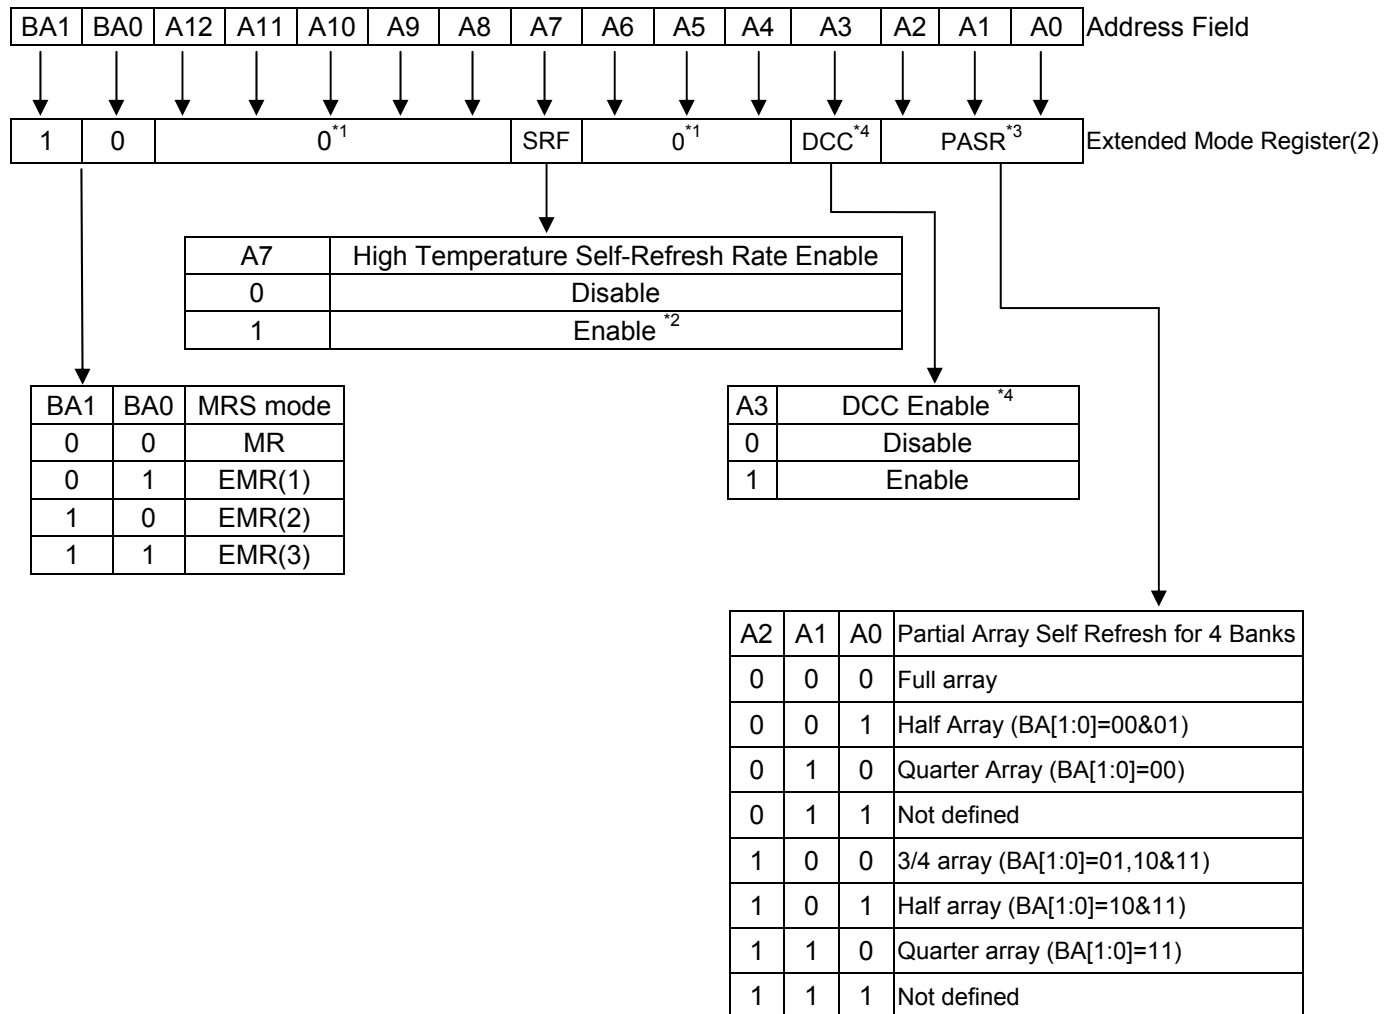 BA1 BA0 A12 A11 A10 A9 A8 A7 A6 A5 A4 A3 A2 A1 A0 Address Field
1 0 0*1 SRF 0*1 DCC*4 PASR*3 Extended Mode Register(2)
A7 High Temperature Self-Refresh Rate Enable
0 Disable
1 Enable *2
BA1 BA0 MRS mode
0 0 MR
0 1 EMR(1)
1 0 EMR(2)
1 1 EMR(3)
A3 DCC Enable *4
0 Disable
1 Enable
A2 A1 A0 Partial Array Self Refresh for 4 Banks
0 0 0 Full array
0 0 1 Half Array (BA[1:0]=00&01)
0 1 0 Quarter Array (BA[1:0]=00)
0 1 1 Not defined
1 0 0 3/4 array (BA[1:0]=01,10&11)
1 0 1 Half array (BA[1:0]=10&11)
1 1 0 Quarter array (BA[1:0]=11)
1 1 1 Not defined